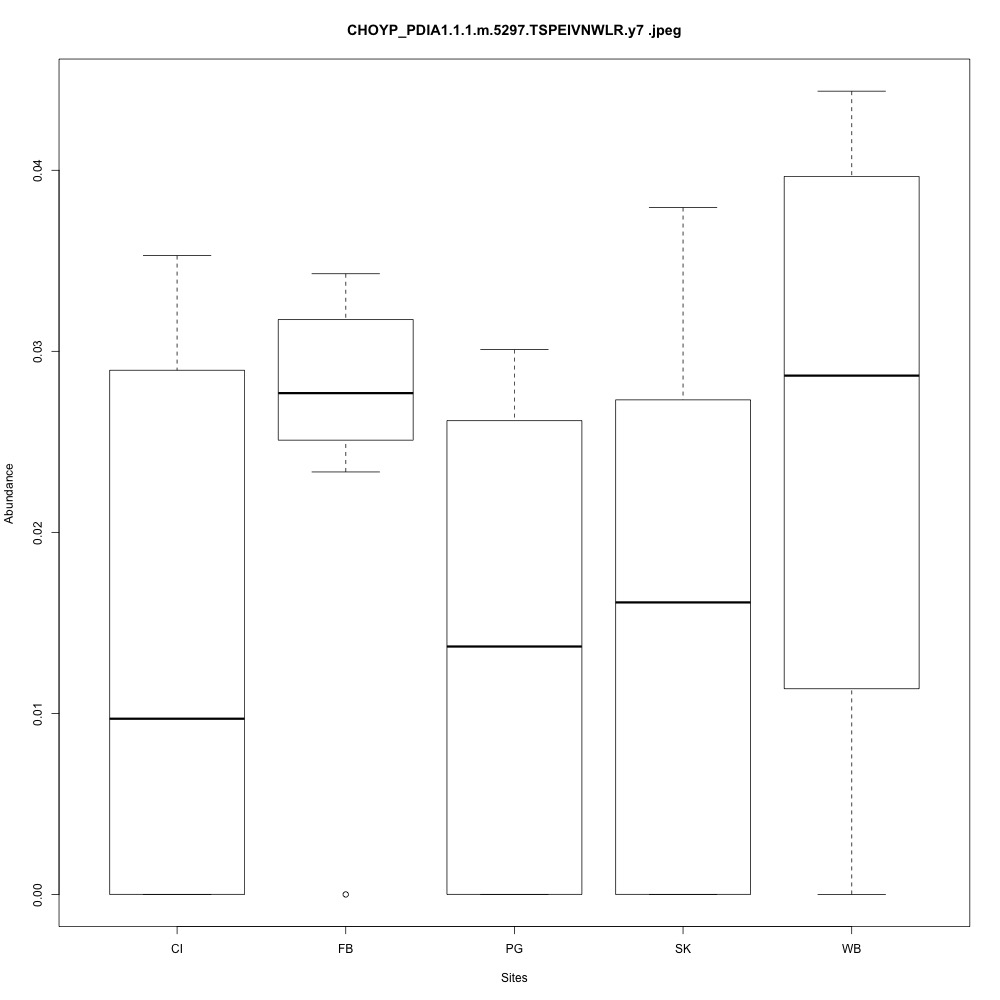 CHOYP_PDIA1.1.1.m.5297.TSPEIVNWLR.y7 .jpeg
Abundance
0.04
0.03
0.02
0.01
0.00
CI FB PG SK WB
Sites